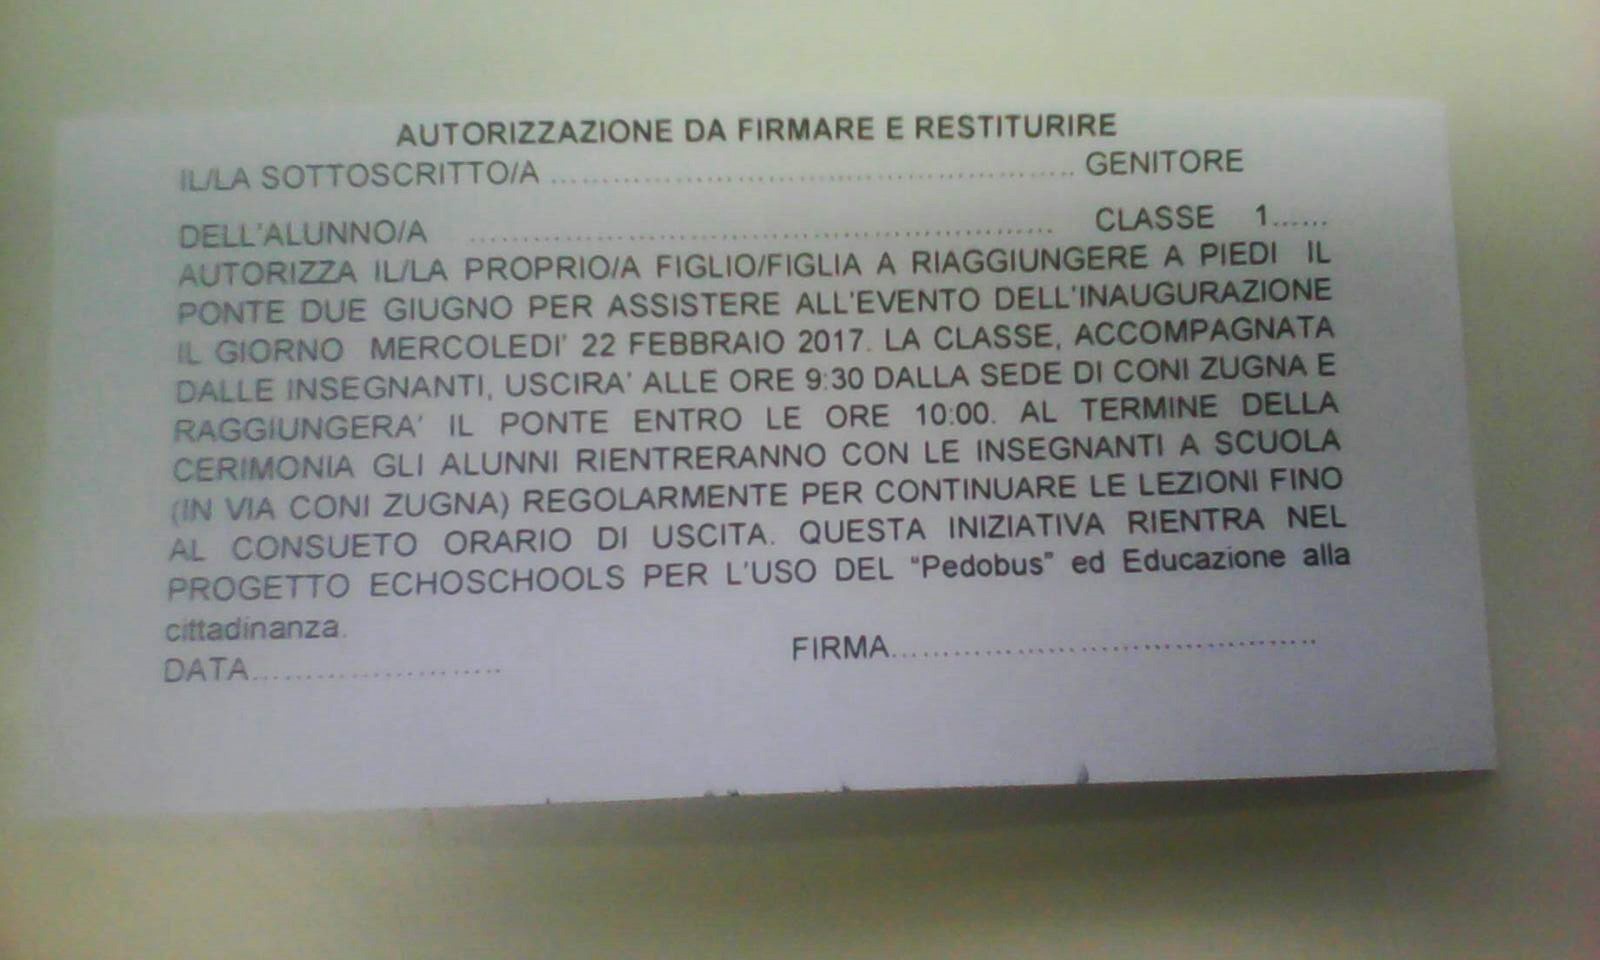 AUTORIZZAZIONE DA FIRMARE E RESTITURIRE
IL/LA SOTTOSCRITTO/A ............................................................ GENITORE
DELL'ALUNNO/A ............................................................ CLASSE 1......
AUTORIZZA IL/LA PROPRIO/A FIGLIO/FIGLIA A RIAGGIUNGERE A PIEDI IL
PONTE DUE GIUGNO PER ASSISTERE ALL'EVENTO DELL'INAUGURAZIONE
IL GIORNO MERCOLEDI' 22 FEBBRAIO 2017. LA CLASSE, ACCOMPAGNATA
DALLE INSEGNANTI, USCIRA' ALLE ORE 9:30 DALLA SEDE DI CONI ZUGNA E
RAGGIUNGERA' IL PONTE ENTRO LE ORE 10:00. AL TERMINE DELLA
CERIMONIA GLI ALUNNI RIENTRERANNO CON LE INSEGNANTI A SCUOLA
(IN VIA CONI ZUGNA) REGOLARMENTE PER CONTINUARE LE LEZIONI FINO
AL CONSUETO ORARIO DI USCITA. QUESTA INIZIATIVA RIENTRA NEL
PROGETTO ECHOSCHOOLS PER L'USO DEL "Pedobus" ed Educazione alla
cittadinanza.
DATA........................ FIRMA..........................................